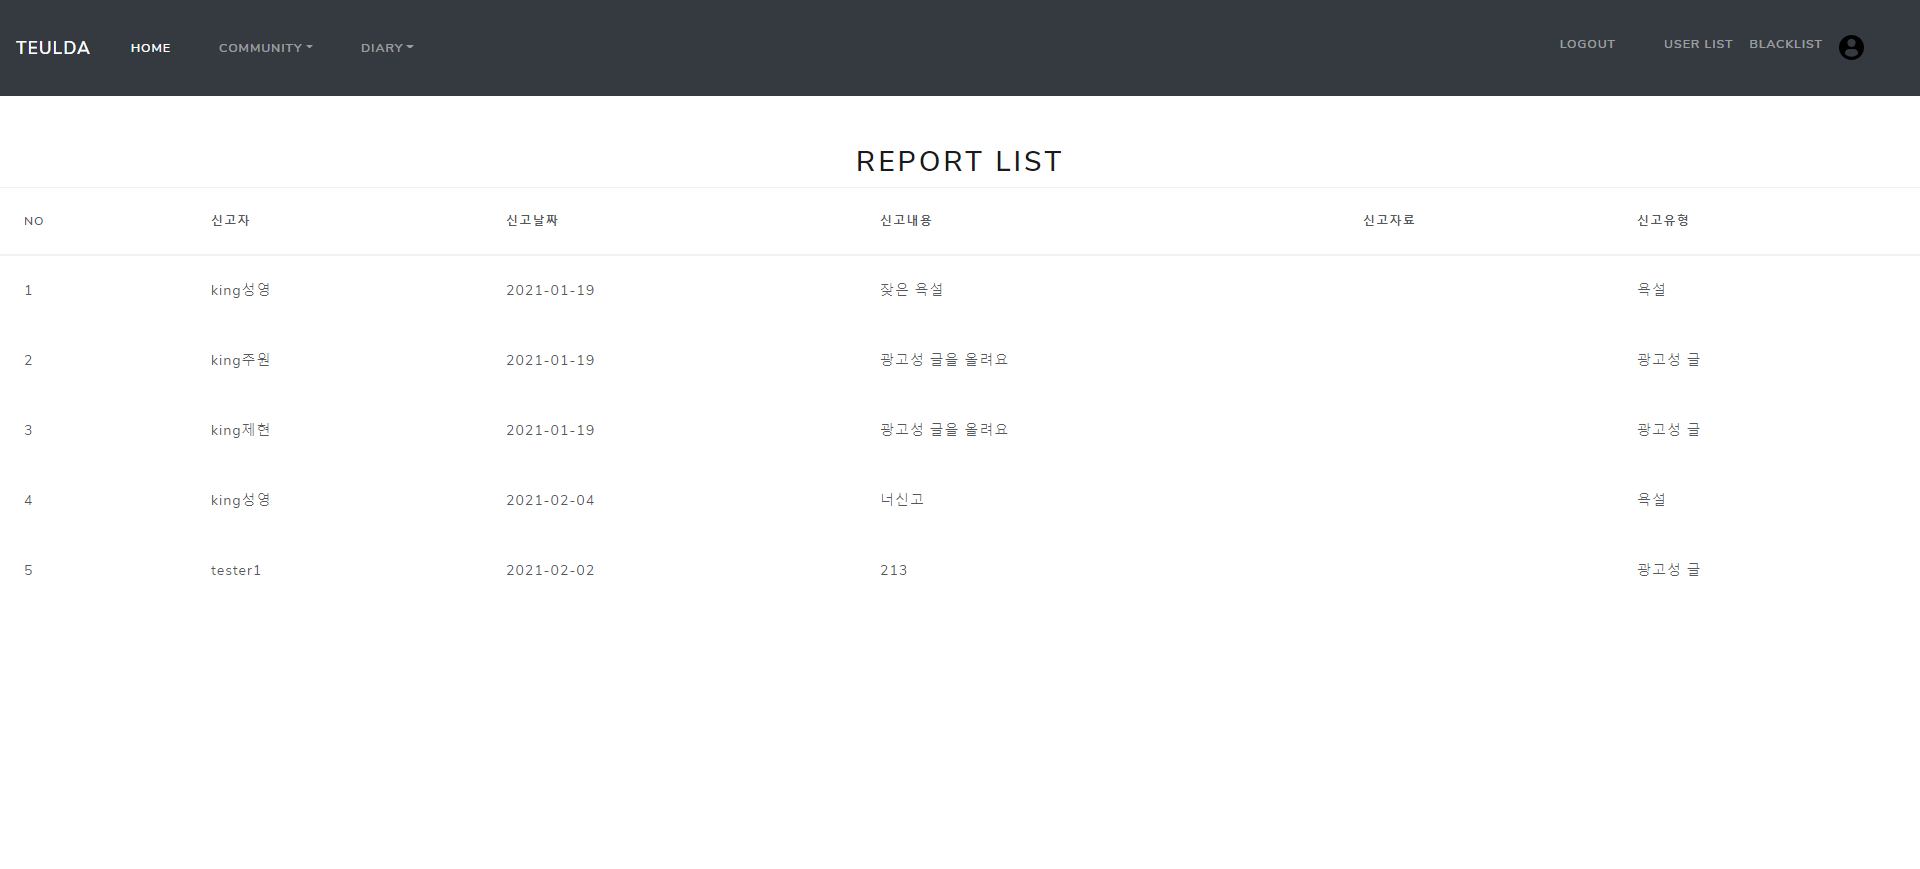 TEULDA HOME COMMUNITY DIARY LOGOUT USER LIST BLACKLIST
REPORT LIST
NO 신고자 신고날짜 신고내용 신고자료 신고유형
1 king성영 2021-01-19 잦은 욕설 욕설
2 king주원 2021-01-19 광고성 글을 올려요 광고성 글
3 king제현 2021-01-19 광고성 글을 올려요 광고성 글
4 king성영 2021-02-04 너신고 욕설
5 tester1 2021-02-02 213 광고성 글